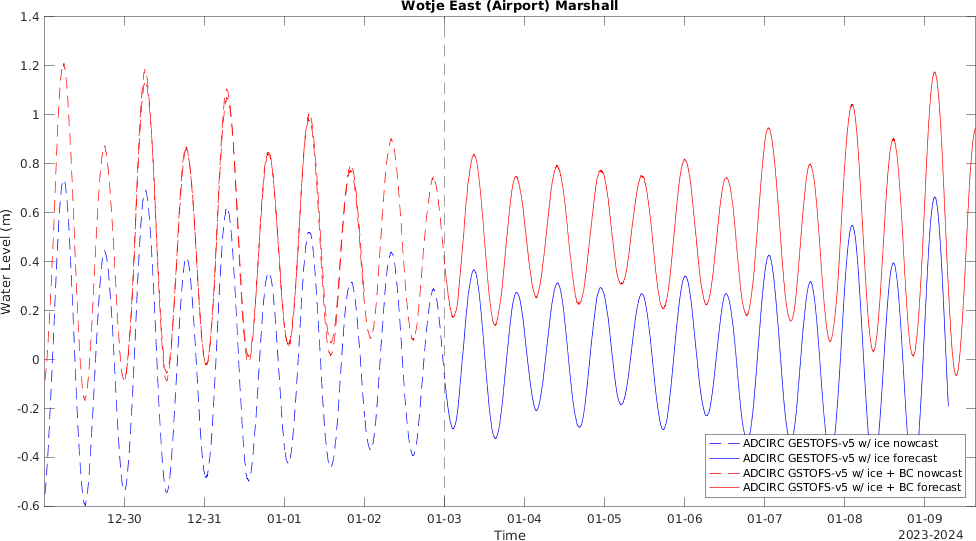 Wotje East (Airport) Marshall
1.4
1.2
1
0.8
0.6
0.4
0.2
0
-0.2
-0.4
-0.6
Water Level (m)
ADCIRC GESTOFS-v5 w/ ice nowcast
ADCIRC GESTOFS-v5 w/ ice forecast
ADCIRC GSTOFS-v5 w/ ice + BC nowcast
ADCIRC GSTOFS-v5 w/ ice + BC forecast
12-30 12-31 01-01 01-02 01-03 01-04 01-05 01-06 01-07 01-08 01-09
Time
2023-2024